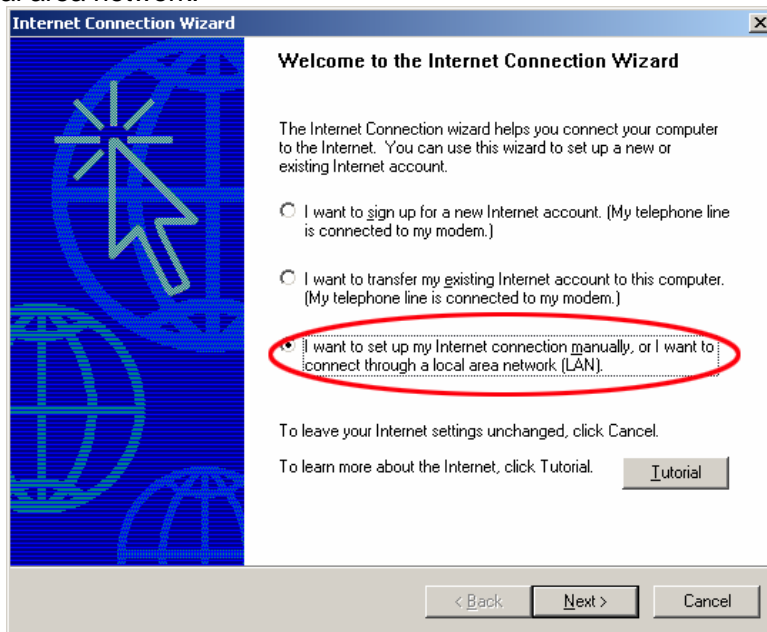 al area network.
Internet Connection Wizard
Welcome to the Internet Connection Wizard
The Internet Connection wizard helps you connect your computer
to the Internet. You can use this wizard to set up a new or
existing Internet account.
I want to sign up for a new Internet account. (My telephone line
is connected to my modem.)
I want to transfer my existing Internet account to this computer.
(My telephone line is connected to my modem.)
I want to set up my Internet connection manually, or I want to
connect through a local area network (LAN).
To leave your Internet settings unchanged, click Cancel.
To learn more about the Internet, click Tutorial.
Tutorial
< Back
Next >
Cancel